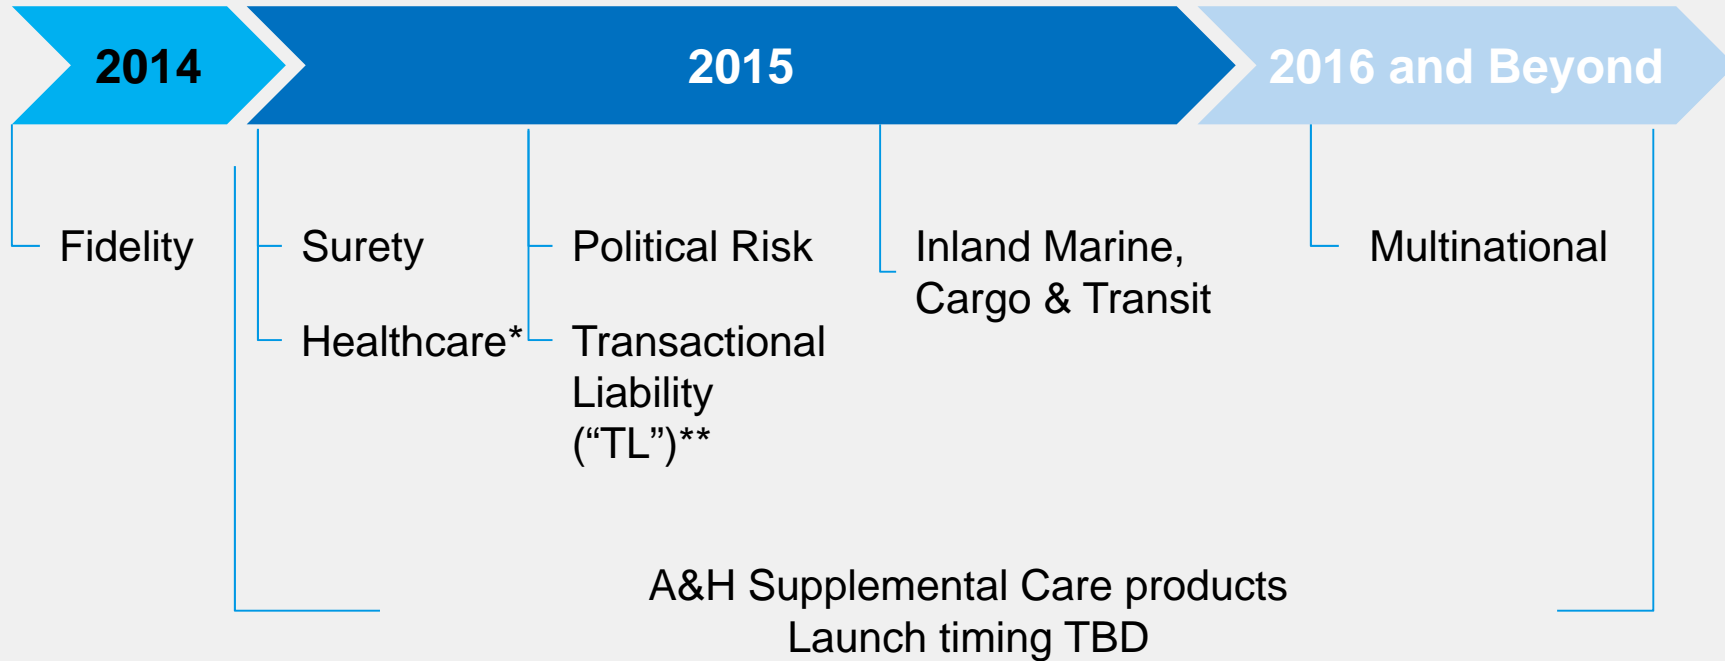 2014
2015
2016 and Beyond
Fidelity
Surety
Healthcare*
Political Risk
Transactional
Liability
(“TL”)**
Inland Marine,
Cargo & Transit
Multinational
A&H Supplemental Care products
Launch timing TBD